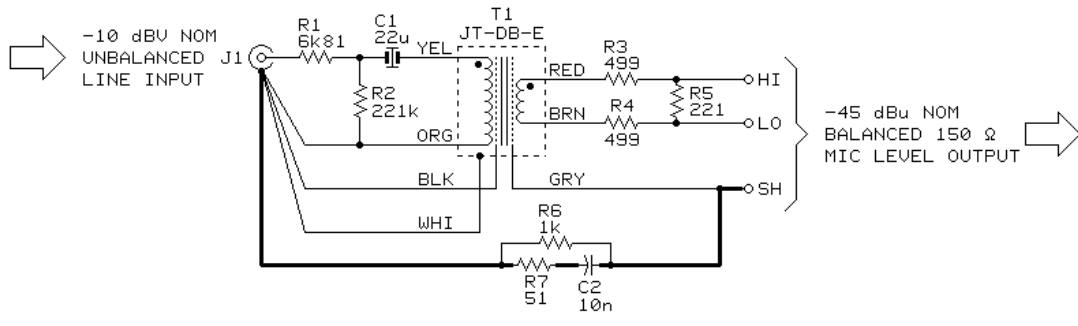 -10 dBV NOM
UNBALANCED
LINE INPUT
J1
R1
6k81
C1
22u
R2
221k
YEL
ORG
BLK
WHI
T1
JT-DB-E
RED
BRN
GRY
R3
499
R4
499
R5
221
HI
LO
SH
R6
1k
R7
51
C2
10n
-45 dBu NOM
BALANCED 150 Ω
MIC LEVEL OUTPUT